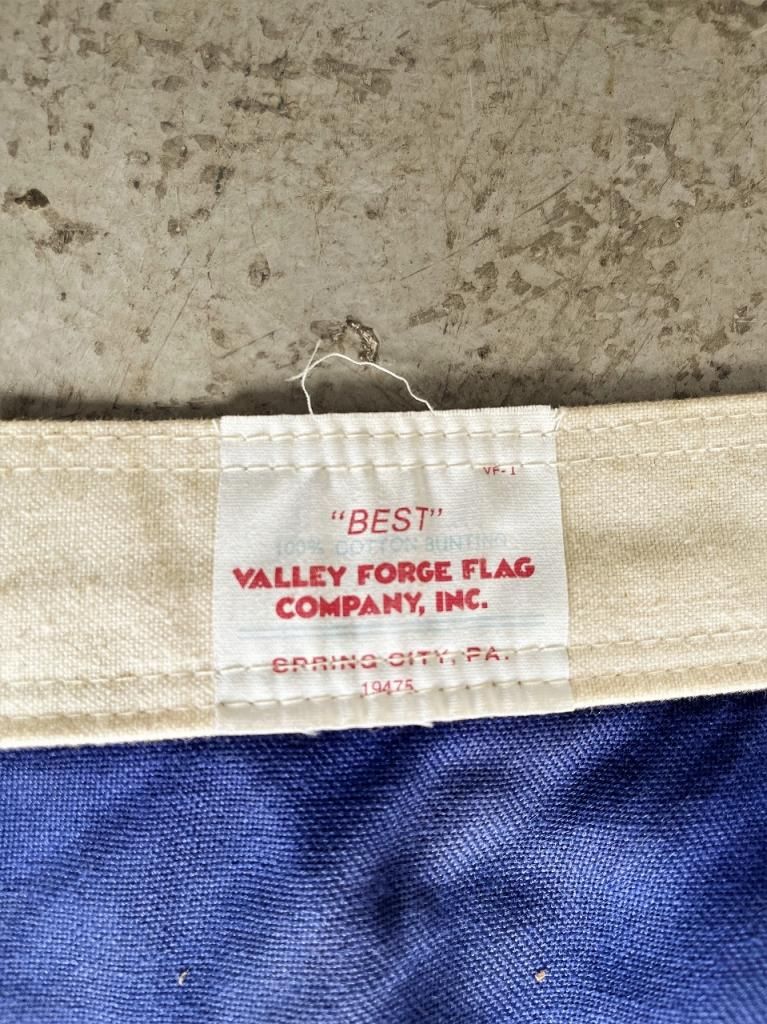 VF-1
"BEST"
100% COTTON BUNTING
VALLEY FORGE FLAG
COMPANY, INC.
SPRING CITY, PA.
19475